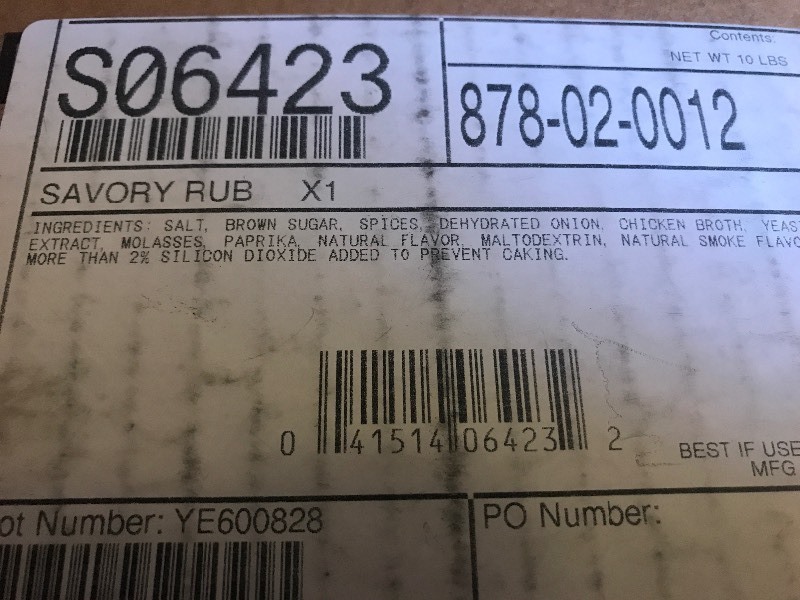 S06423
Contents:
NET WT 10 LBS
878-02-0012
SAVORY RUB X1
INGREDIENTS: SALT, BROWN SUGAR, SPICES, DEHYDRATED ONION, CHICKEN BROTH, YEAS
EXTRACT, MOLASSES, PAPRIKA, NATURAL FLAVOR, MALTODEXTRIN, NATURAL SMOKE FLAVO
MORE THAN 2% SILICON DIOXIDE ADDED TO PREVENT CAKING.
0 41514 06423 2
BEST IF USE
MFG
ot Number: YE600828
PO Number: